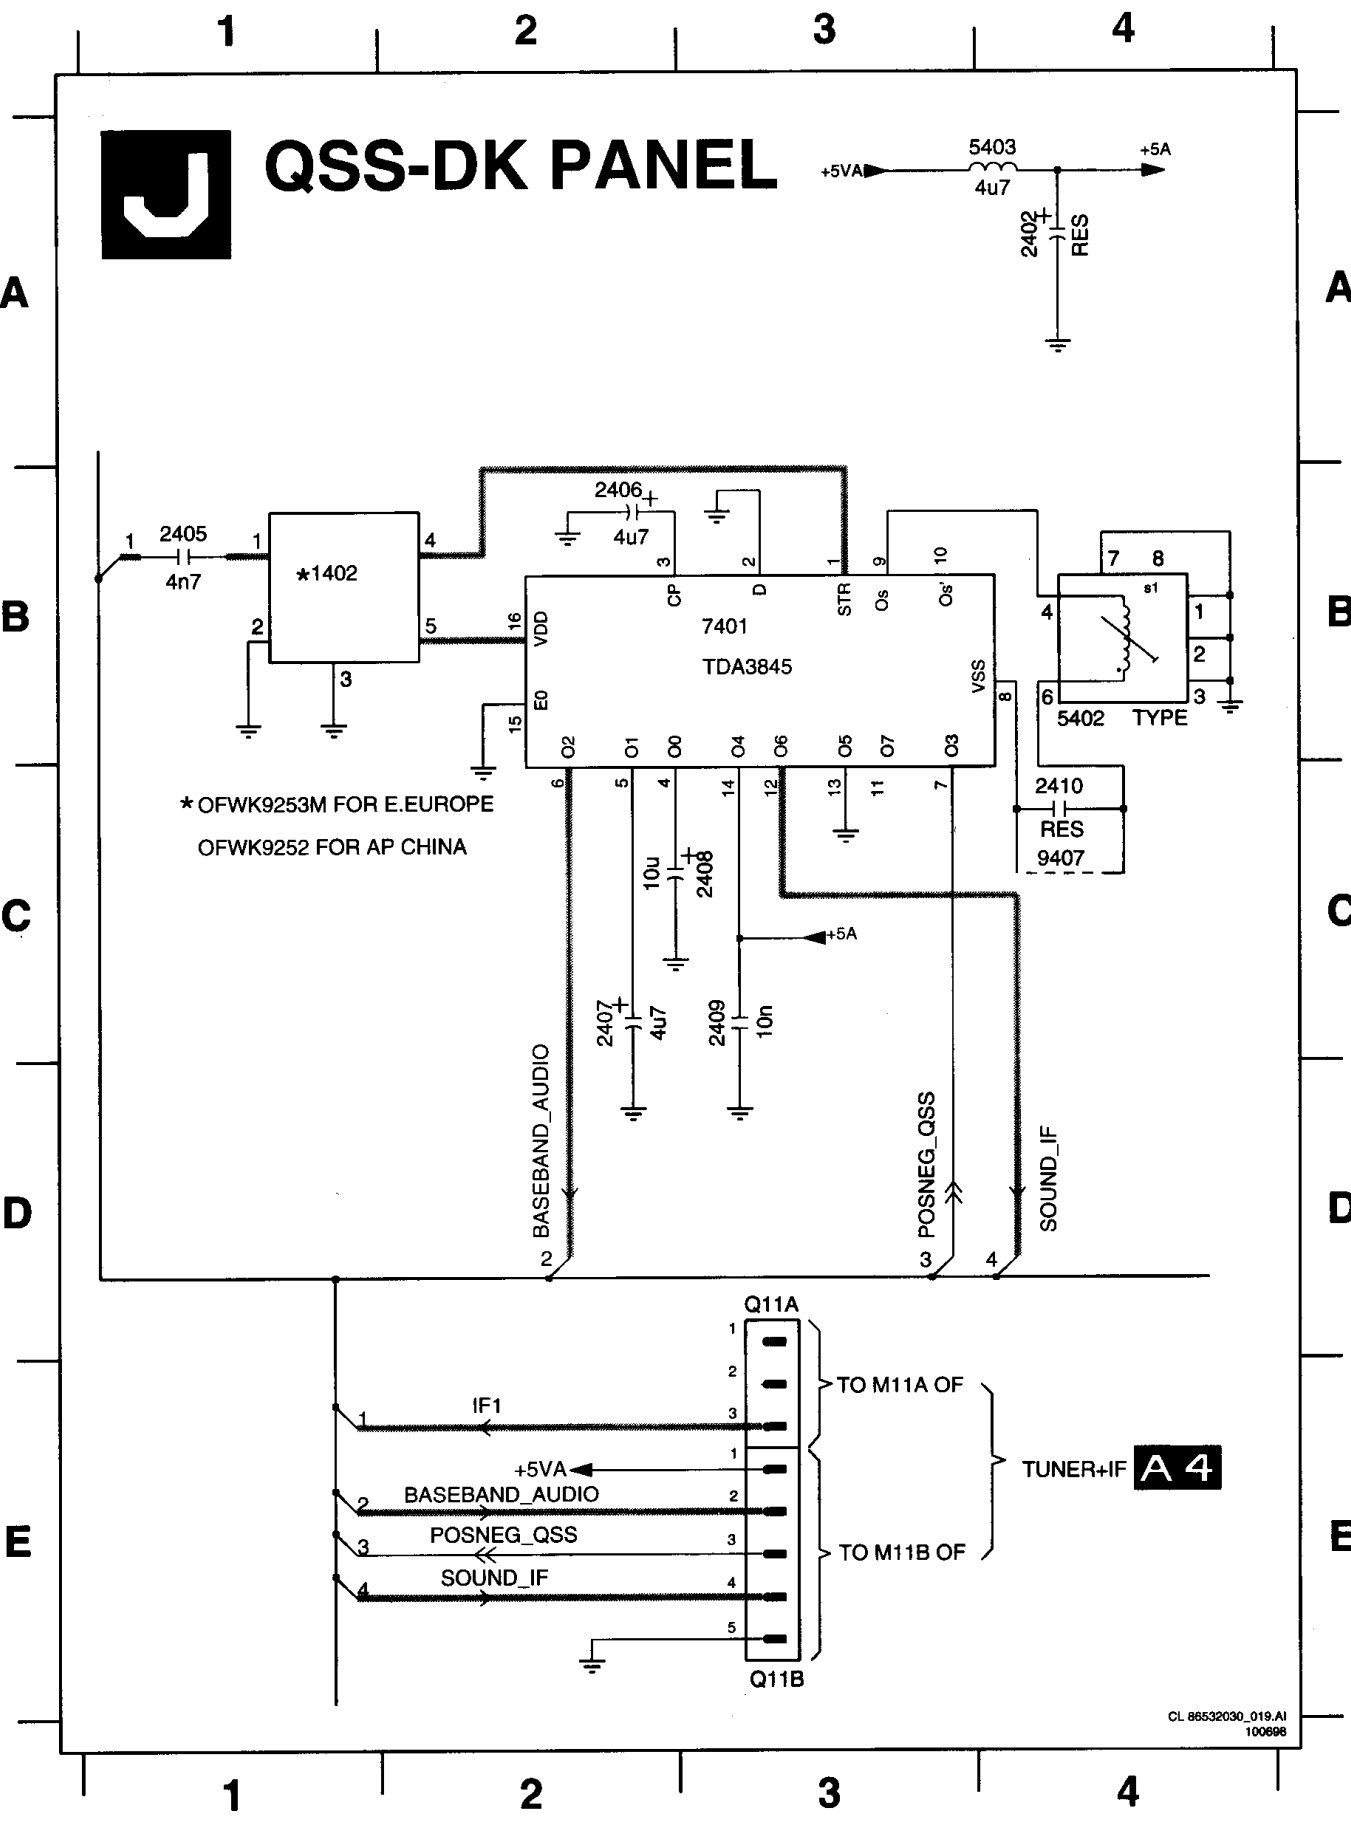 1 2 3 4
J QSS-DK PANEL
+5VA 5403 4u7 +5A
2402 + RES
A A
1 2405 4n7 1
*1402
4
5
2
3
2406 + 4u7
3 2 1 9 10
CP D STR Os Os'
16 VDD
7401
TDA3845
VSS 8
15 E0
O2 O1 O0 O4 O6 O5 O7 O3
6 5 4 14 12 13 11 7
7 8
s1
4 1
2
6 3
5402 TYPE
B B
* OFWK9253M FOR E.EUROPE
OFWK9252 FOR AP CHINA
2410
RES
9407
10u + 2408
+5A
2407 + 4u7
2409 10n
C C
BASEBAND_AUDIO
POSNEG_QSS
SOUND_IF
D D
2 3 4
Q11A
1
2
TO M11A OF
1 IF1 3
+5VA 1
TUNER+IF A 4
2 BASEBAND_AUDIO 2
3 POSNEG_QSS 3
TO M11B OF
4 SOUND_IF 4
5
Q11B
E E
CL 86532030_019.AI
100698
1 2 3 4